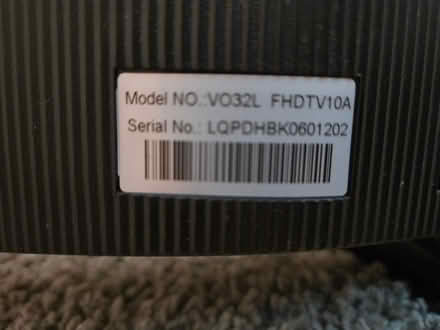 Model NO.:VO32L FHDTV10A
Serial No.: LQPDHBK0601202